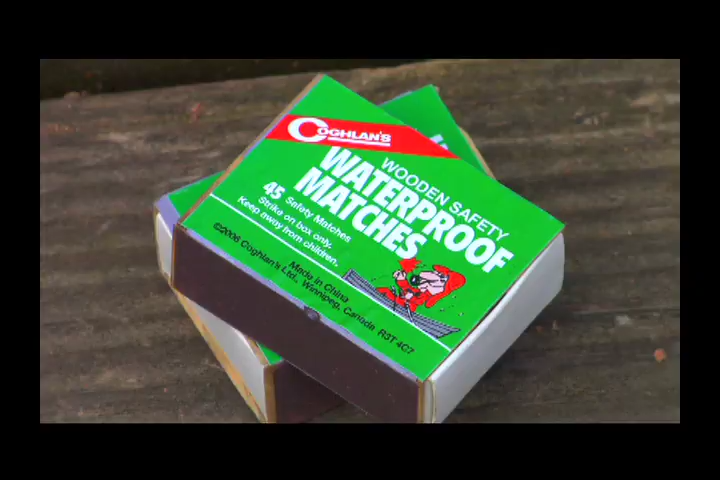 COGHLAN'S
WOODEN SAFETY
WATERPROOF
MATCHES
45 Safety Matches
Strike on box only.
Keep away from children.
©2006 Coghlan's Ltd., Winnipeg, Canada R3T 4C7
Made in China